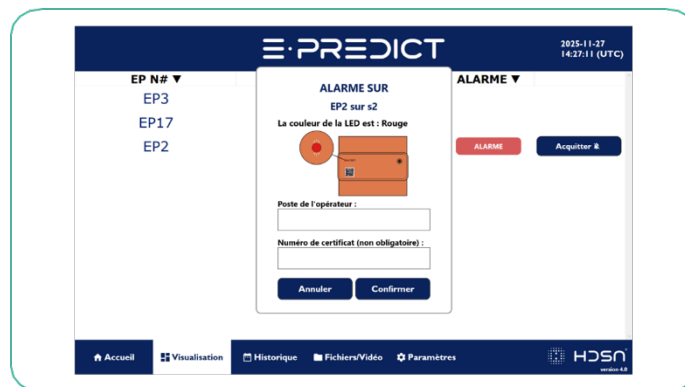 E·PREDICT
2025-11-27
14:27:11 (UTC)
EP N# ▼
ALARME ▼
EP3
EP17
EP2
ALARME
Acquitter
ALARME SUR
EP2 sur s2
La couleur de la LED est : Rouge
Poste de l'opérateur :
Numéro de certificat (non obligatoire) :
Annuler
Confirmer
Accueil
Visualisation
Historique
Fichiers/Vidéo
Paramètres
HDSN
version 4.0